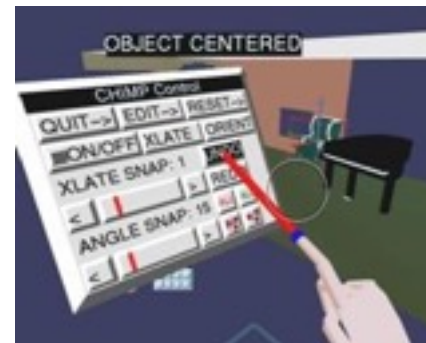 OBJECT CENTERED
CHIMP Control
QUIT-> EDIT-> RESET->
ON/OFF XLATE ORIENT
XLATE SNAP: 1
< >
ANGLE SNAP: 15
< >